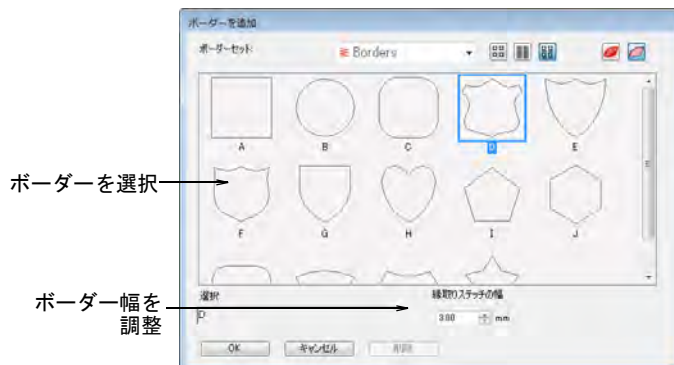 ボーダーを追加
ボーダーセット:
Borders
A
B
C
D
E
ボーダーを選択
F
G
H
I
J
選択
縁取りステッチの幅
ボーダー幅を
調整
D
3.00
mm
OK
キャンセル
削除